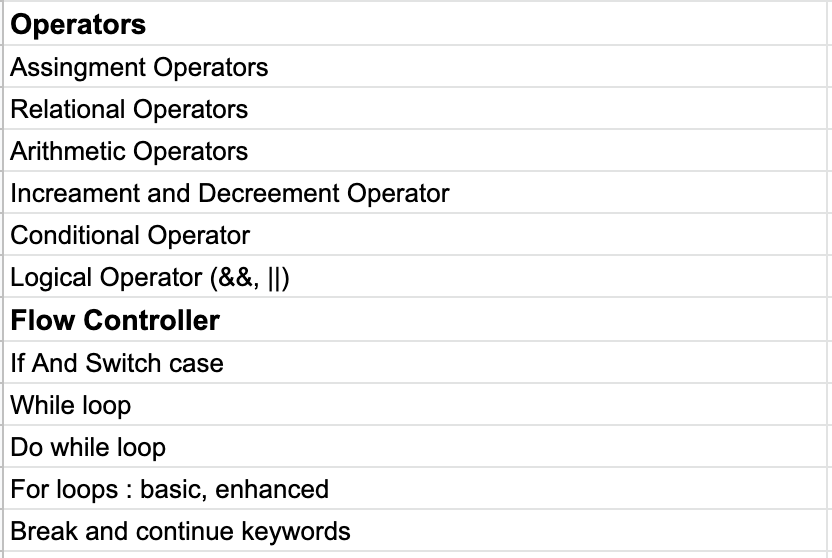 Operators
Assingment Operators
Relational Operators
Arithmetic Operators
Increament and Decreement Operator
Conditional Operator
Logical Operator (&&, ||)
Flow Controller
If And Switch case
While loop
Do while loop
For loops : basic, enhanced
Break and continue keywords